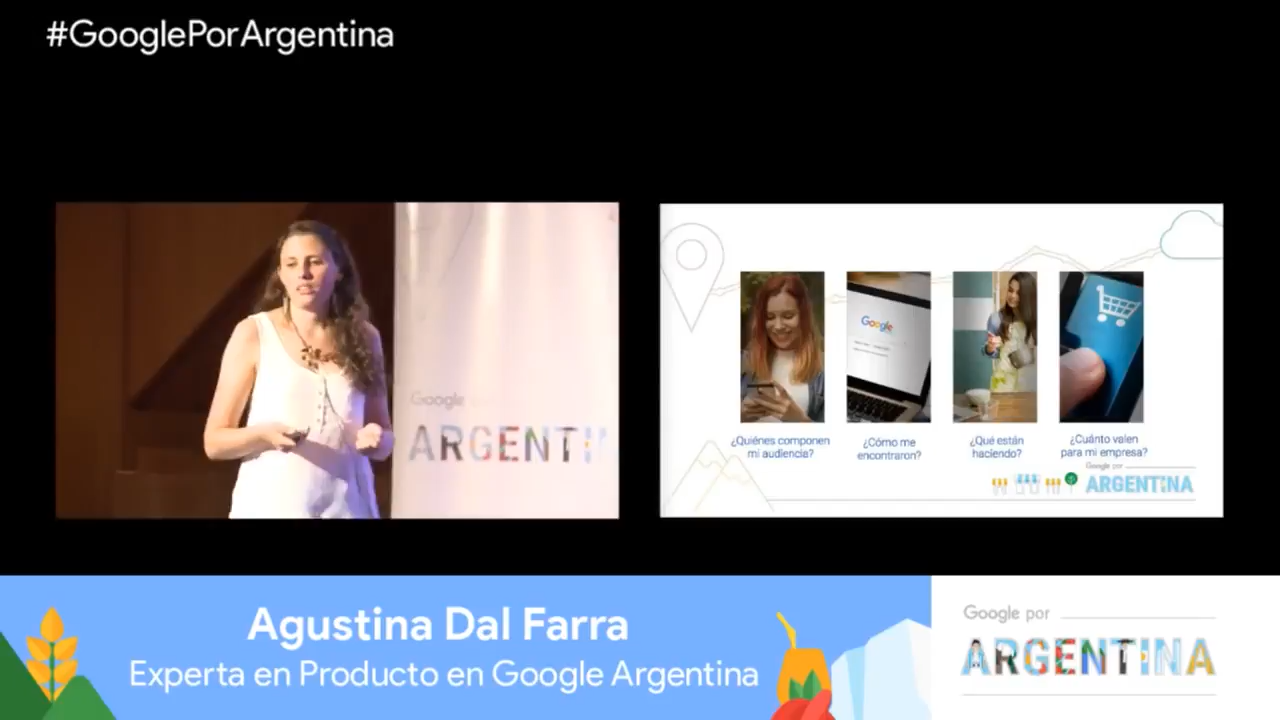 #GooglePorArgentina
Google
ARGENTIN
Google
¿Quiénes componen
mi audiencia?
¿Cómo me
encontraron?
¿Qué están
haciendo?
¿Cuánto valen
para mi empresa?
Google por
ARGENTINA
Agustina Dal Farra
Experta en Producto en Google Argentina
Google por
ARGENTINA